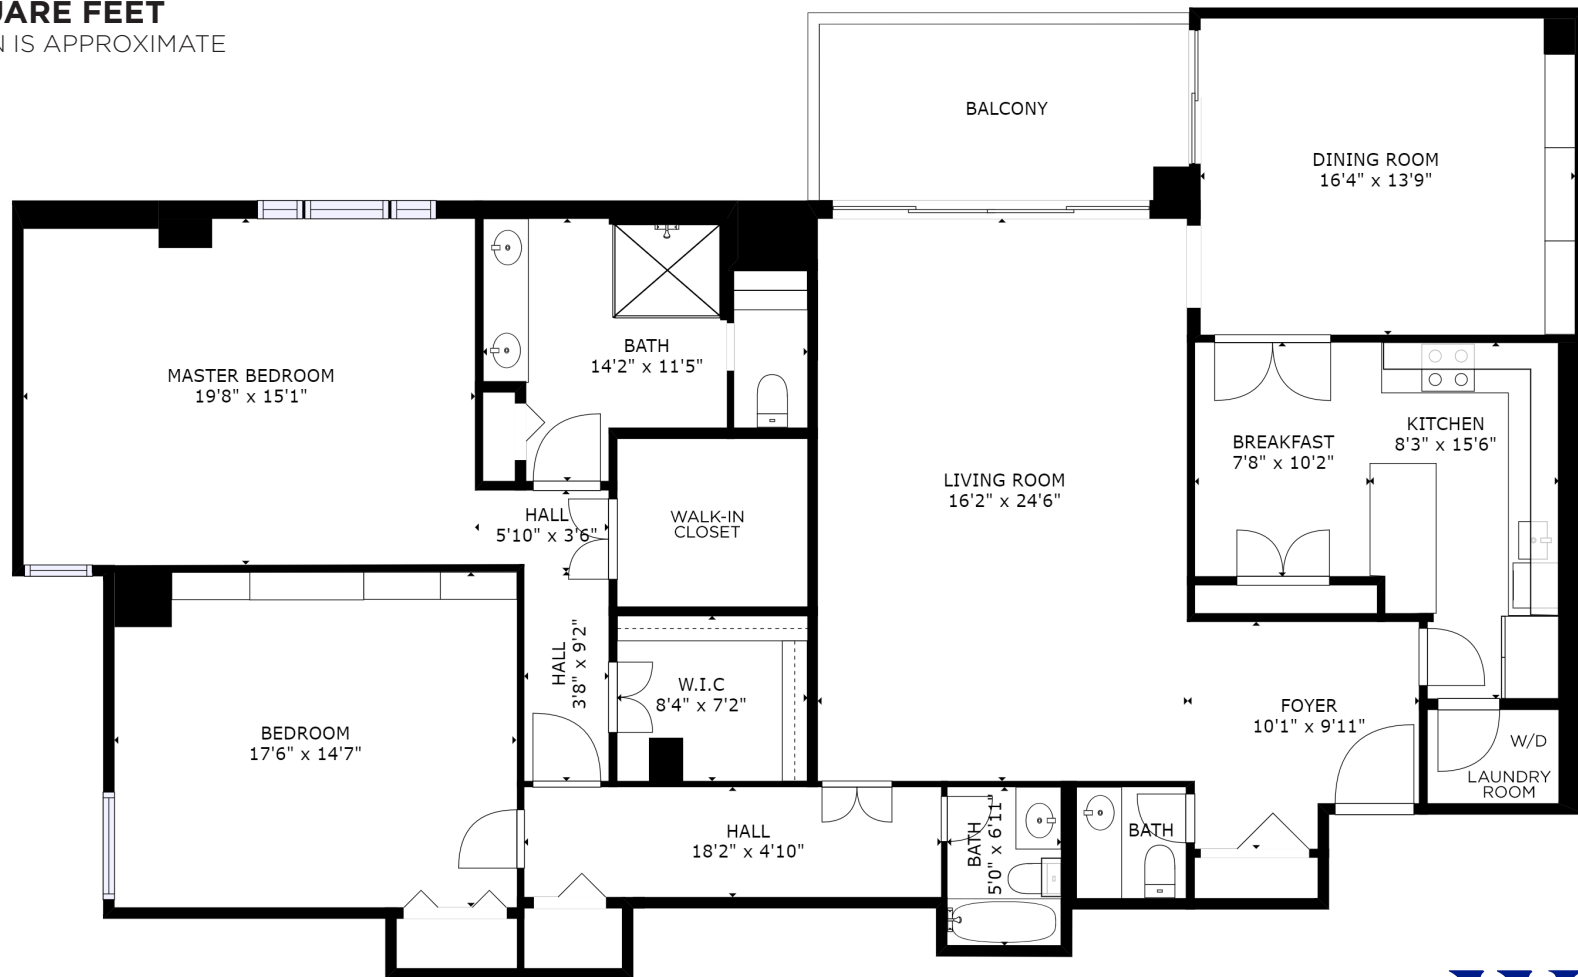 UARE FEET
N IS APPROXIMATE
BALCONY
DINING ROOM
16'4" x 13'9"
MASTER BEDROOM
19'8" x 15'1"
BATH
14'2" x 11'5"
LIVING ROOM
16'2" x 24'6"
BREAKFAST
7'8" x 10'2"
KITCHEN
8'3" x 15'6"
HALL
5'10" x 3'6"
WALK-IN
CLOSET
HALL
3'8" x 9'2"
W.I.C
8'4" x 7'2"
BEDROOM
17'6" x 14'7"
FOYER
10'1" x 9'11"
W/D
LAUNDRY
ROOM
HALL
18'2" x 4'10"
BATH
5'0" x 6'11"
BATH